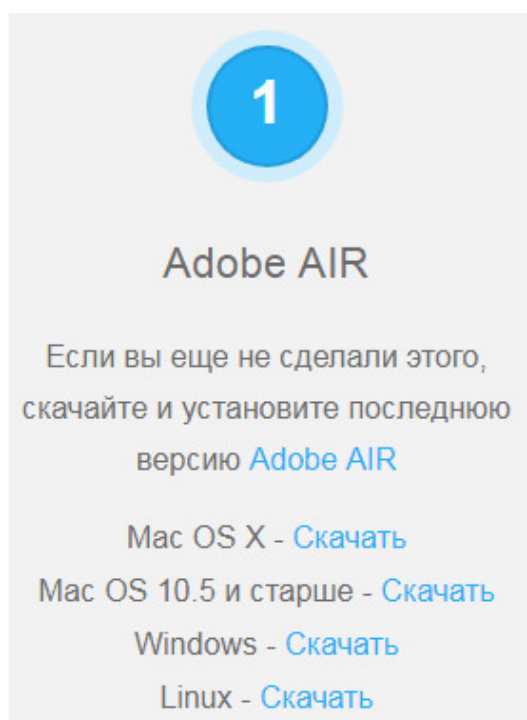 1
Adobe AIR
Если вы еще не сделали этого,
скачайте и установите последнюю
версию Adobe AIR
Mac OS X - Скачать
Mac OS 10.5 и старше - Скачать
Windows - Скачать
Linux - Скачать